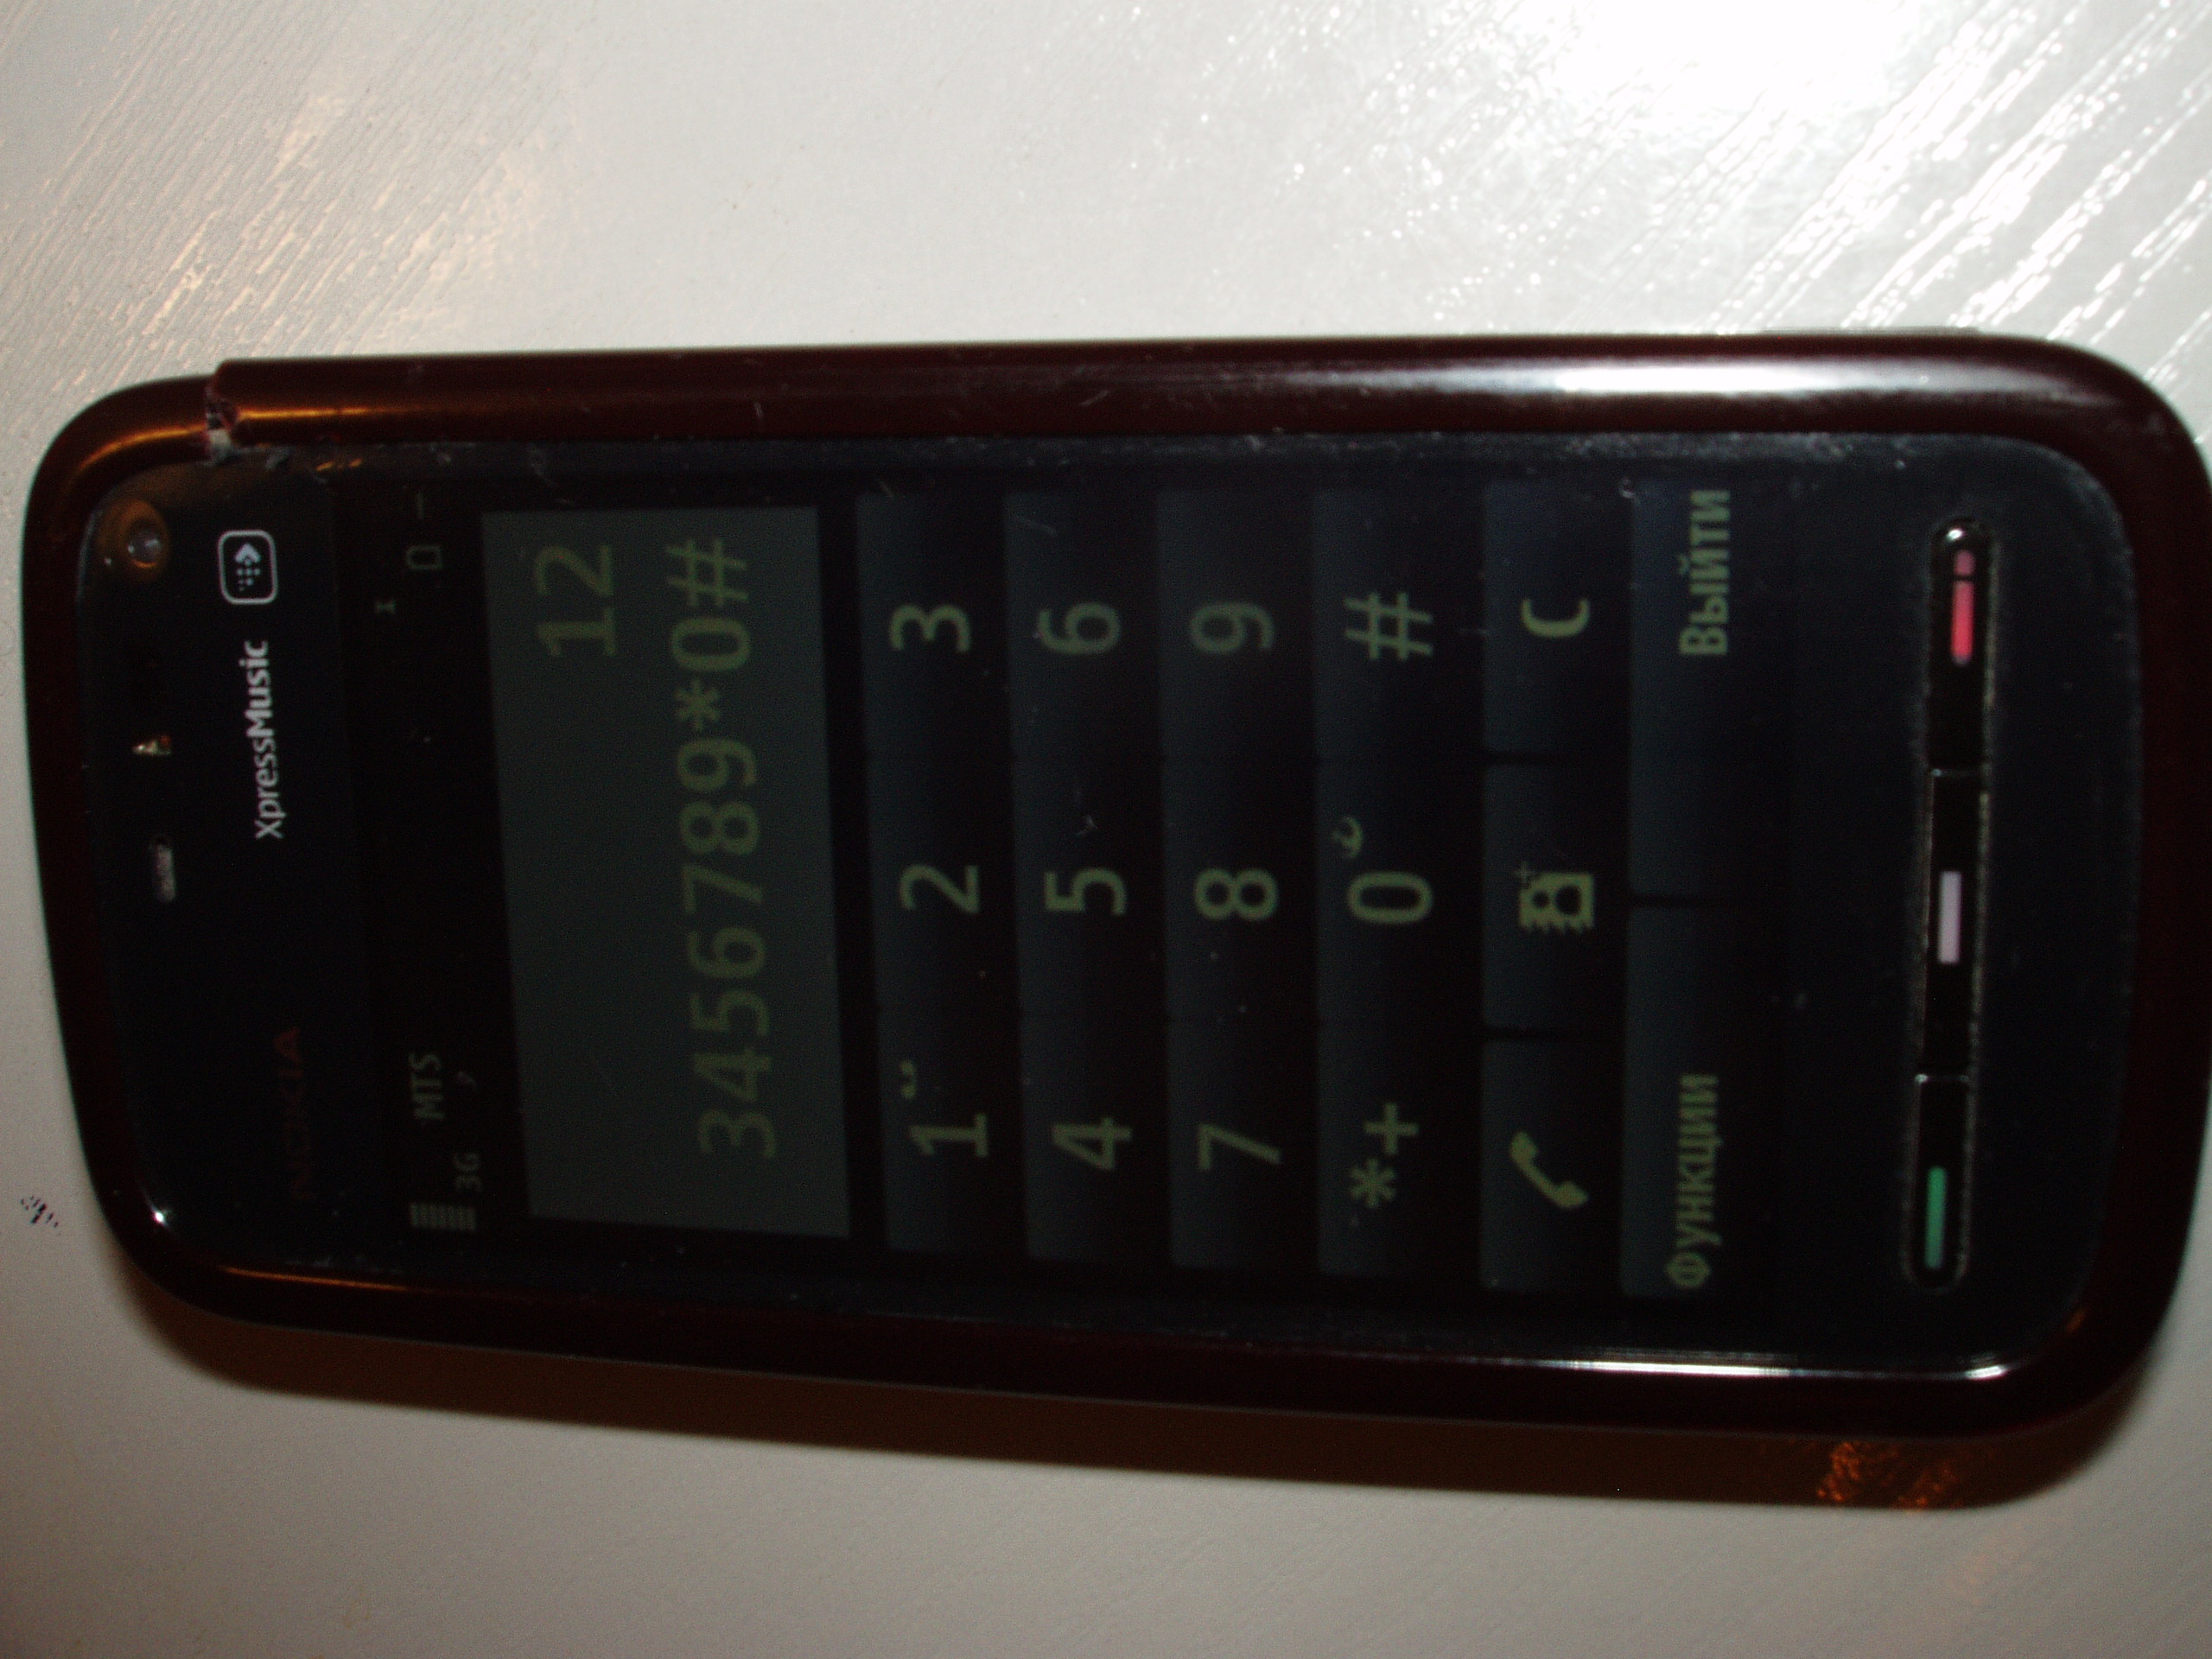 XpressMusic
NOKIA
MTS
3G
12
3456789*0#
1 2 3
4 5 6
7 8 9
*+ 0 #
C
Функции Выйти